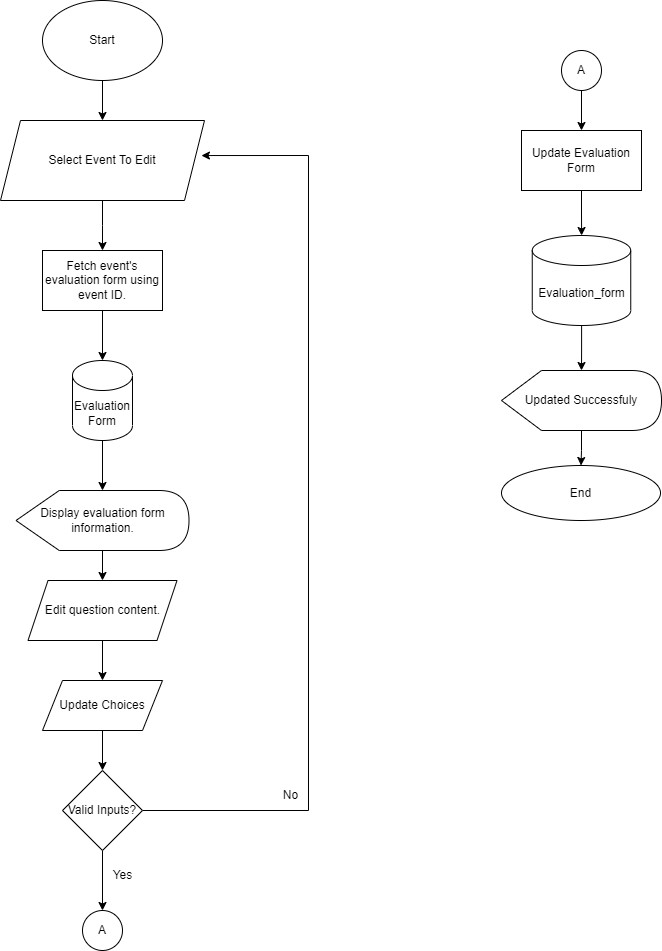 Start
Select Event To Edit
Fetch event's
evaluation form using
event ID.
Evaluation
Form
Display evaluation form
information.
Edit question content.
Update Choices
Valid Inputs?
No
Yes
A
A
Update Evaluation
Form
Evaluation_form
Updated Successfuly
End